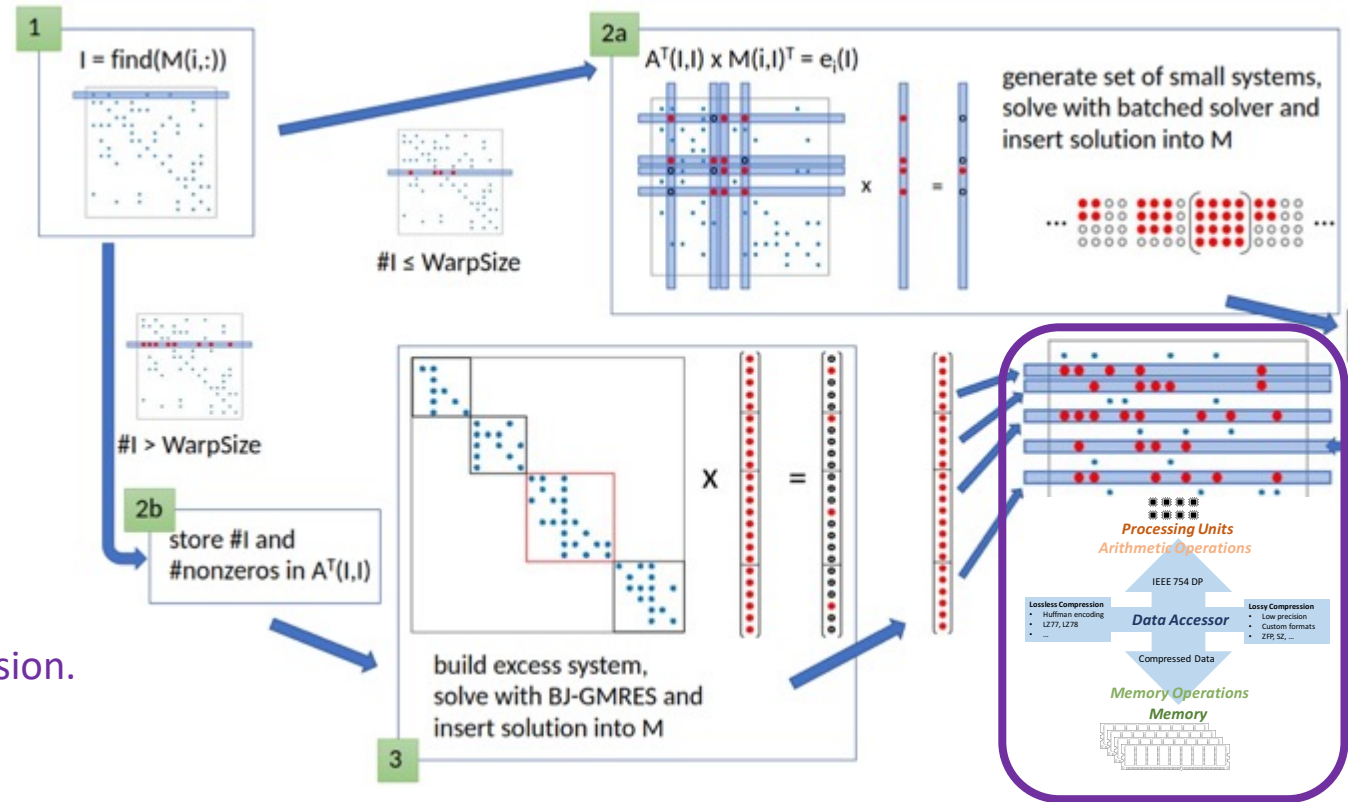 1
I = find(M(i,:))
#I ≤ WarpSize
#I > WarpSize
2a
Aᵀ(I,I) x M(i,I)ᵀ = eᵢ(I)
x
=
generate set of small systems,
solve with batched solver and
insert solution into M
...
...
2b
store #I and
#nonzeros in Aᵀ(I,I)
sion.
3
X
=
build excess system,
solve with BJ-GMRES and
insert solution into M
Processing Units
Arithmetic Operations
IEEE 754 DP
Lossless Compression
• Huffman encoding
• LZ77, LZ78
• ...
Data Accessor
Lossy Compression
• Low precision
• Custom formats
• ZFP, SZ, ...
Compressed Data
Memory Operations
Memory